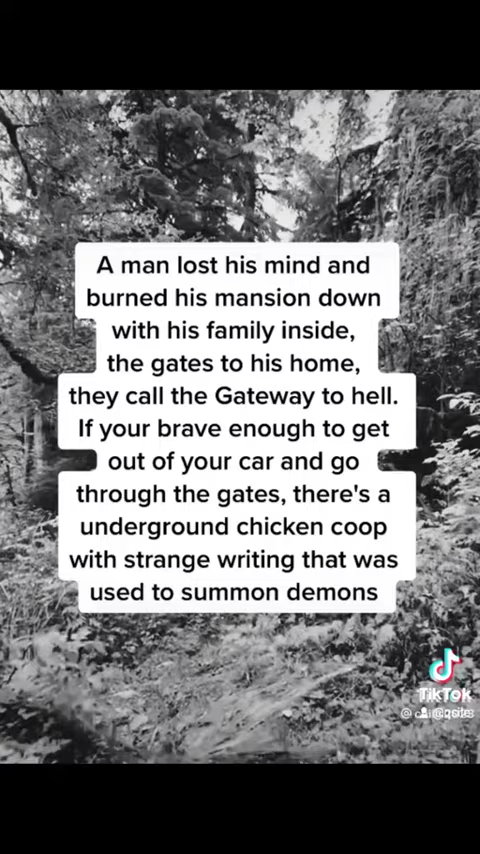 A man lost his mind and
burned his mansion down
with his family inside,
the gates to his home,
they call the Gateway to hell.
If your brave enough to get
out of your car and go
through the gates, there's a
underground chicken coop
with strange writing that was
used to summon demons
TikTok